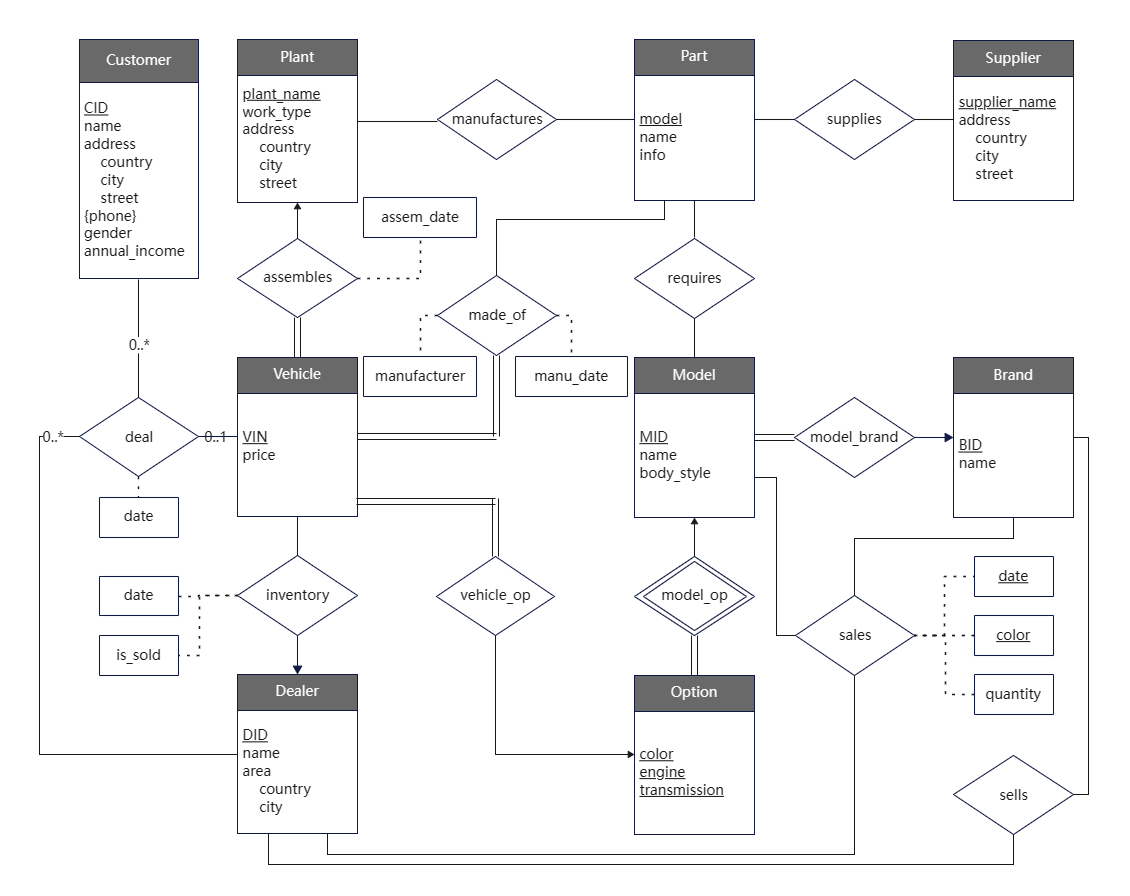 Customer
CID
name
address
country
city
street
{phone}
gender
annual_income
Plant
plant_name
work_type
address
country
city
street
manufactures
Part
model
name
info
supplies
Supplier
supplier_name
address
country
city
street
assem_date
assembles
made_of
requires
0..*
manufacturer
manu_date
Vehicle
VIN
price
Model
MID
name
body_style
model_brand
Brand
BID
name
0..*
deal
0..1
date
date
is_sold
inventory
vehicle_op
model_op
sales
date
color
quantity
Dealer
DID
name
area
country
city
Option
color
engine
transmission
sells